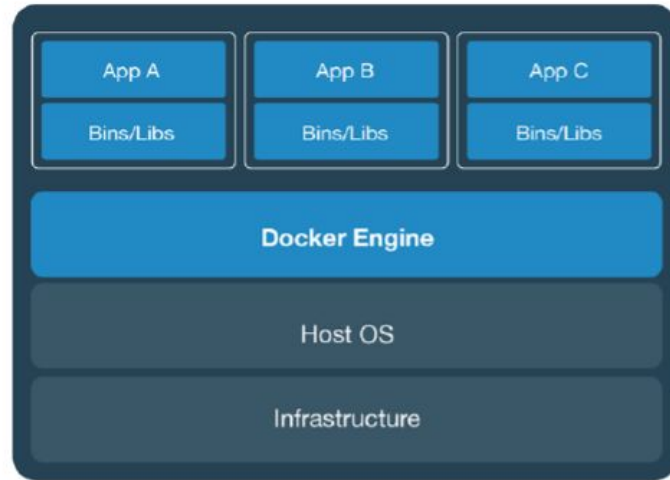 App A App B App C
Bins/Libs Bins/Libs Bins/Libs
Docker Engine
Host OS
Infrastructure